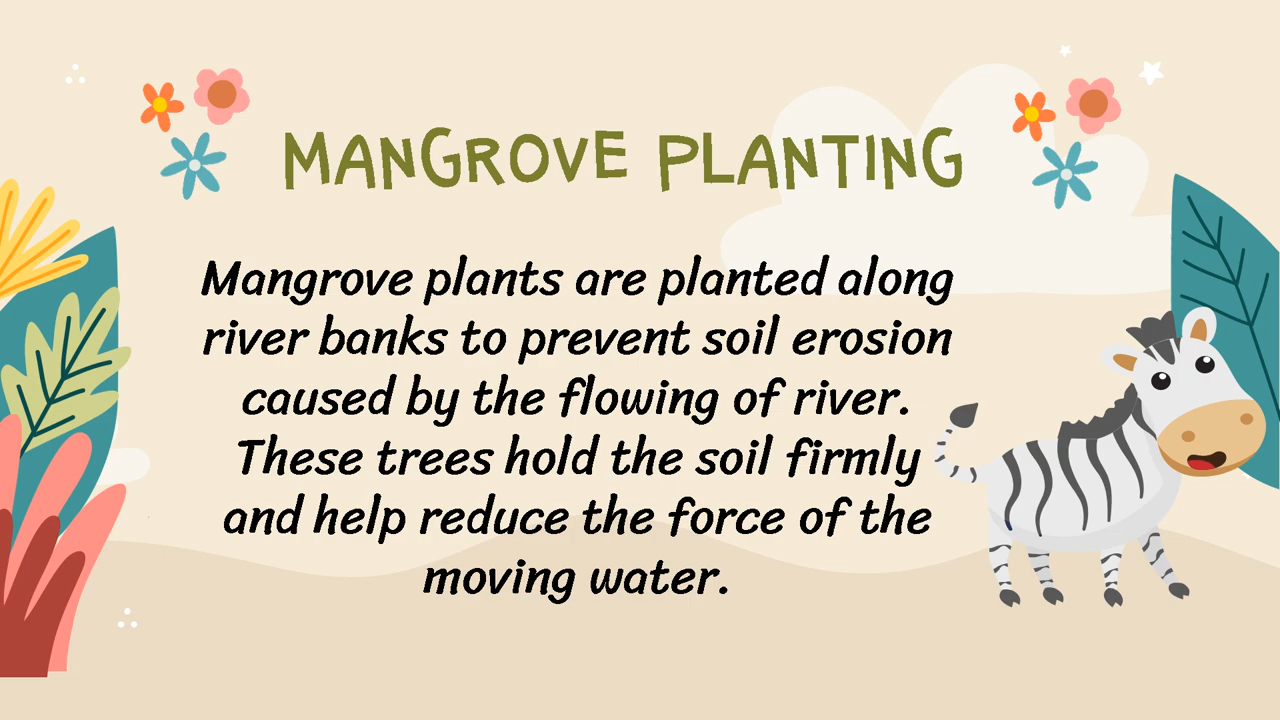 MANGROVE PLANTING
Mangrove plants are planted along
river banks to prevent soil erosion
caused by the flowing of river.
These trees hold the soil firmly
and help reduce the force of the
moving water.